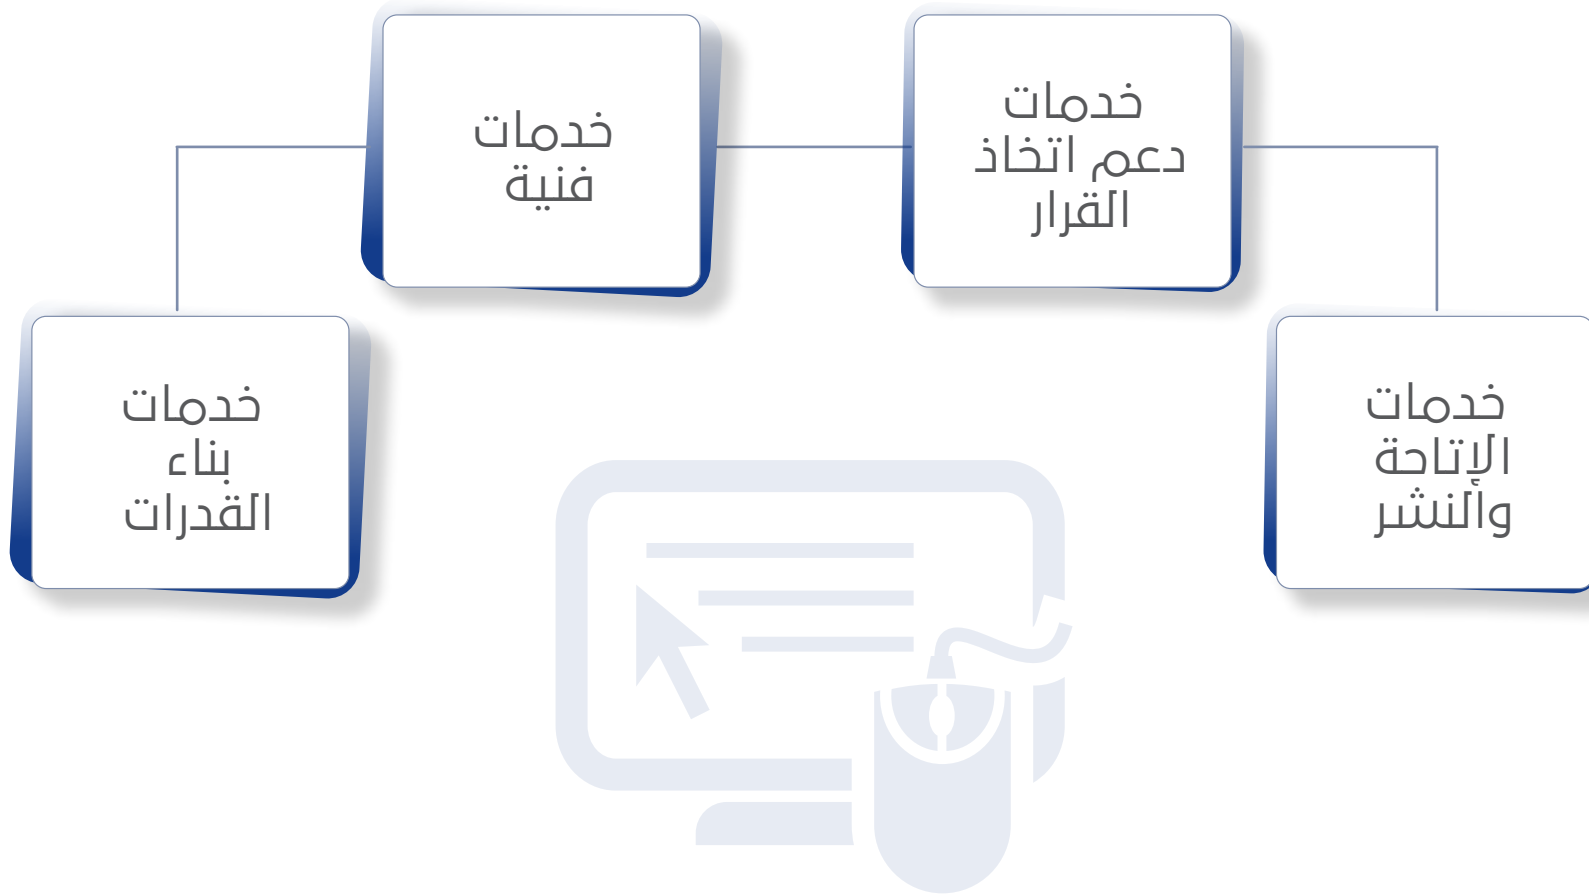 خدمات
الإتاحة
والنشر
خدمات
دعم اتخاذ
القرار
خدمات
فنية
خدمات
بناء
القدرات